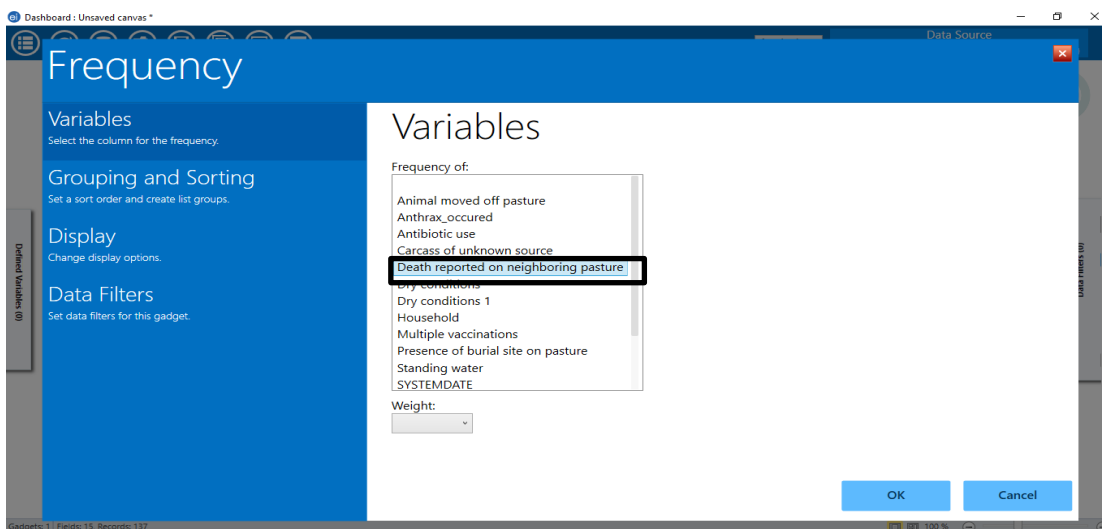 ei Dashboard : Unsaved canvas *
Data Source
Frequency
Variables
Select the column for the frequency.
Grouping and Sorting
Set a sort order and create list groups.
Display
Change display options.
Data Filters
Set data filters for this gadget.
Defined Variables (0)
Variables
Frequency of:
Animal moved off pasture
Anthrax_occured
Antibiotic use
Carcass of unknown source
Death reported on neighboring pasture
Dry conditions
Dry conditions 1
Household
Multiple vaccinations
Presence of burial site on pasture
Standing water
SYSTEMDATE
Weight:
OK
Cancel
Data Filters (0)
Gadgets: 1 Fields: 15 Records: 137
100 %